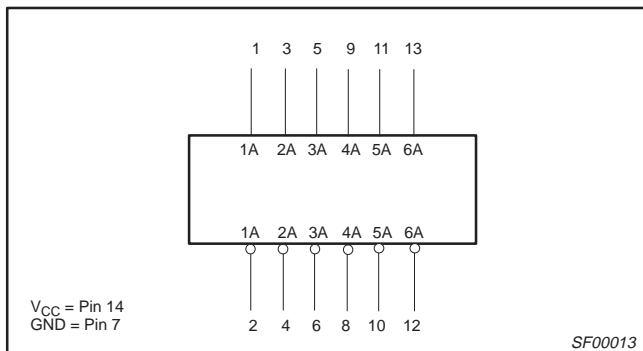 1 3 5 9 11 13
1A 2A 3A 4A 5A 6A
1A 2A 3A 4A 5A 6A
2 4 6 8 10 12
VCC = Pin 14
GND = Pin 7
SF00013